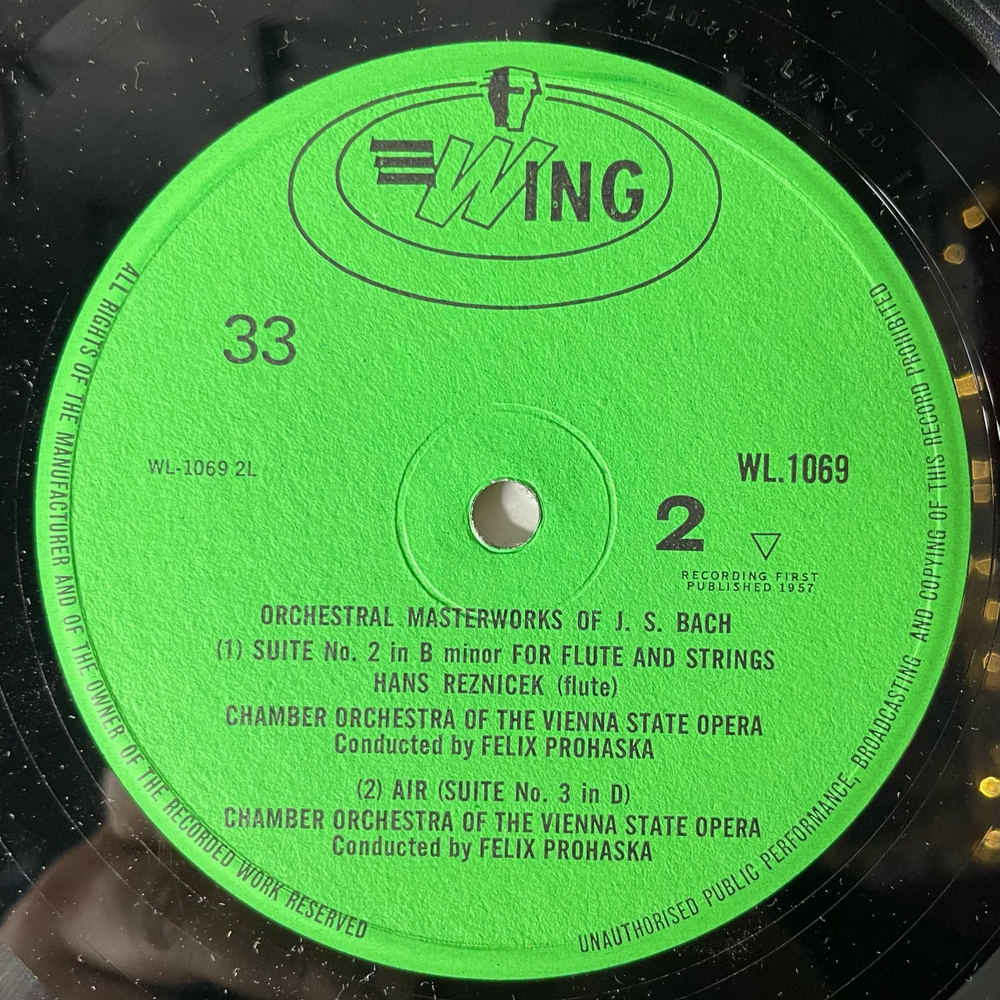 WL1069
L // 2 ▽ 420
WING
33
WL-1069 2L
WL.1069
2 ▽
RECORDING FIRST
PUBLISHED 1957
ORCHESTRAL MASTERWORKS OF J. S. BACH
(1) SUITE No. 2 in B minor FOR FLUTE AND STRINGS
HANS REZNICEK (flute)
CHAMBER ORCHESTRA OF THE VIENNA STATE OPERA
Conducted by FELIX PROHASKA
(2) AIR (SUITE No. 3 in D)
CHAMBER ORCHESTRA OF THE VIENNA STATE OPERA
Conducted by FELIX PROHASKA
ALL RIGHTS OF THE MANUFACTURER AND OF THE OWNER OF THE RECORDED WORK RESERVED
UNAUTHORISED PUBLIC PERFORMANCE, BROADCASTING AND COPYING OF THIS RECORD PROHIBITED